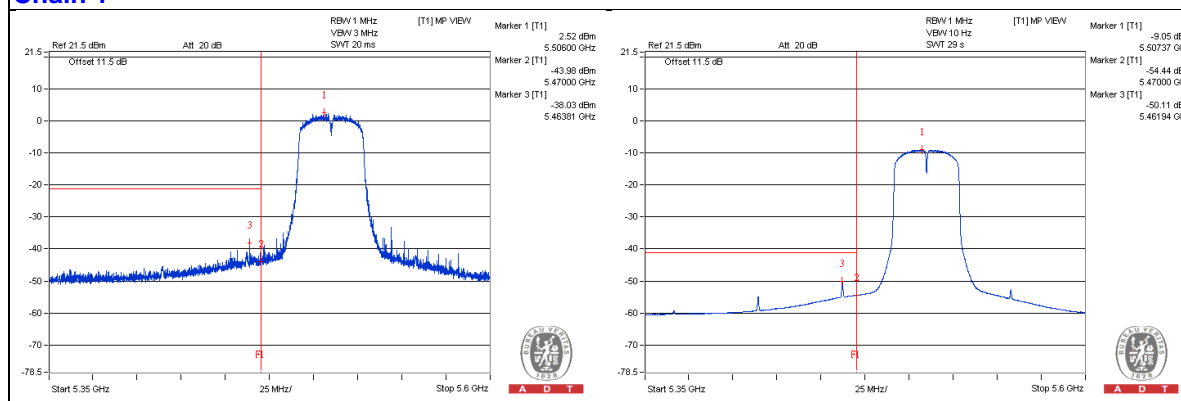 RBW 1 MHz
VBW 3 MHz
SWT 20 ms
[T1] MP VIEW
Ref 21.5 dBm
Att 20 dB
21.5
Offset 11.5 dB
10
0
-10
-20
-30
-40
-50
-60
-70
-78.5
1
3
2
F1
Start 5.35 GHz
25 MHz/
Stop 5.6 GHz
Marker 1 [T1]
2.52 dBm
5.50600 GHz
Marker 2 [T1]
-43.98 dBm
5.47000 GHz
Marker 3 [T1]
-38.03 dBm
5.46381 GHz
BUREAU VERITAS
1828
A D T
RBW 1 MHz
VBW 10 Hz
SWT 29 s
[T1] MP VIEW
Ref 21.5 dBm
Att 20 dB
21.5
Offset 11.5 dB
10
0
-10
-20
-30
-40
-50
-60
-70
-78.5
1
3
2
F1
Start 5.35 GHz
25 MHz/
Stop 5.6 GHz
Marker 1 [T1]
-9.05 dB
5.50737 G
Marker 2 [T1]
-54.44 d
5.47000 G
Marker 3 [T1]
-50.11 d
5.46194 G
BUREAU VERITAS
1828
A D T